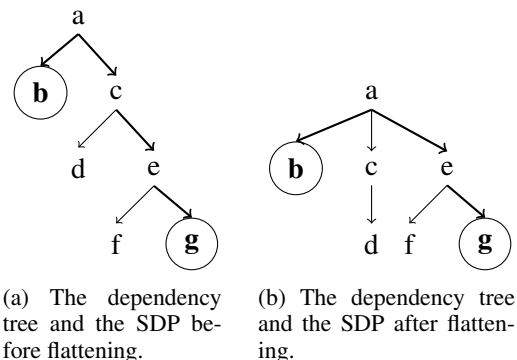 a
b c
d e
f g
(a) The dependency
tree and the SDP be-
fore flattening.
a
b c e
d f g
(b) The dependency tree
and the SDP after flatten-
ing.